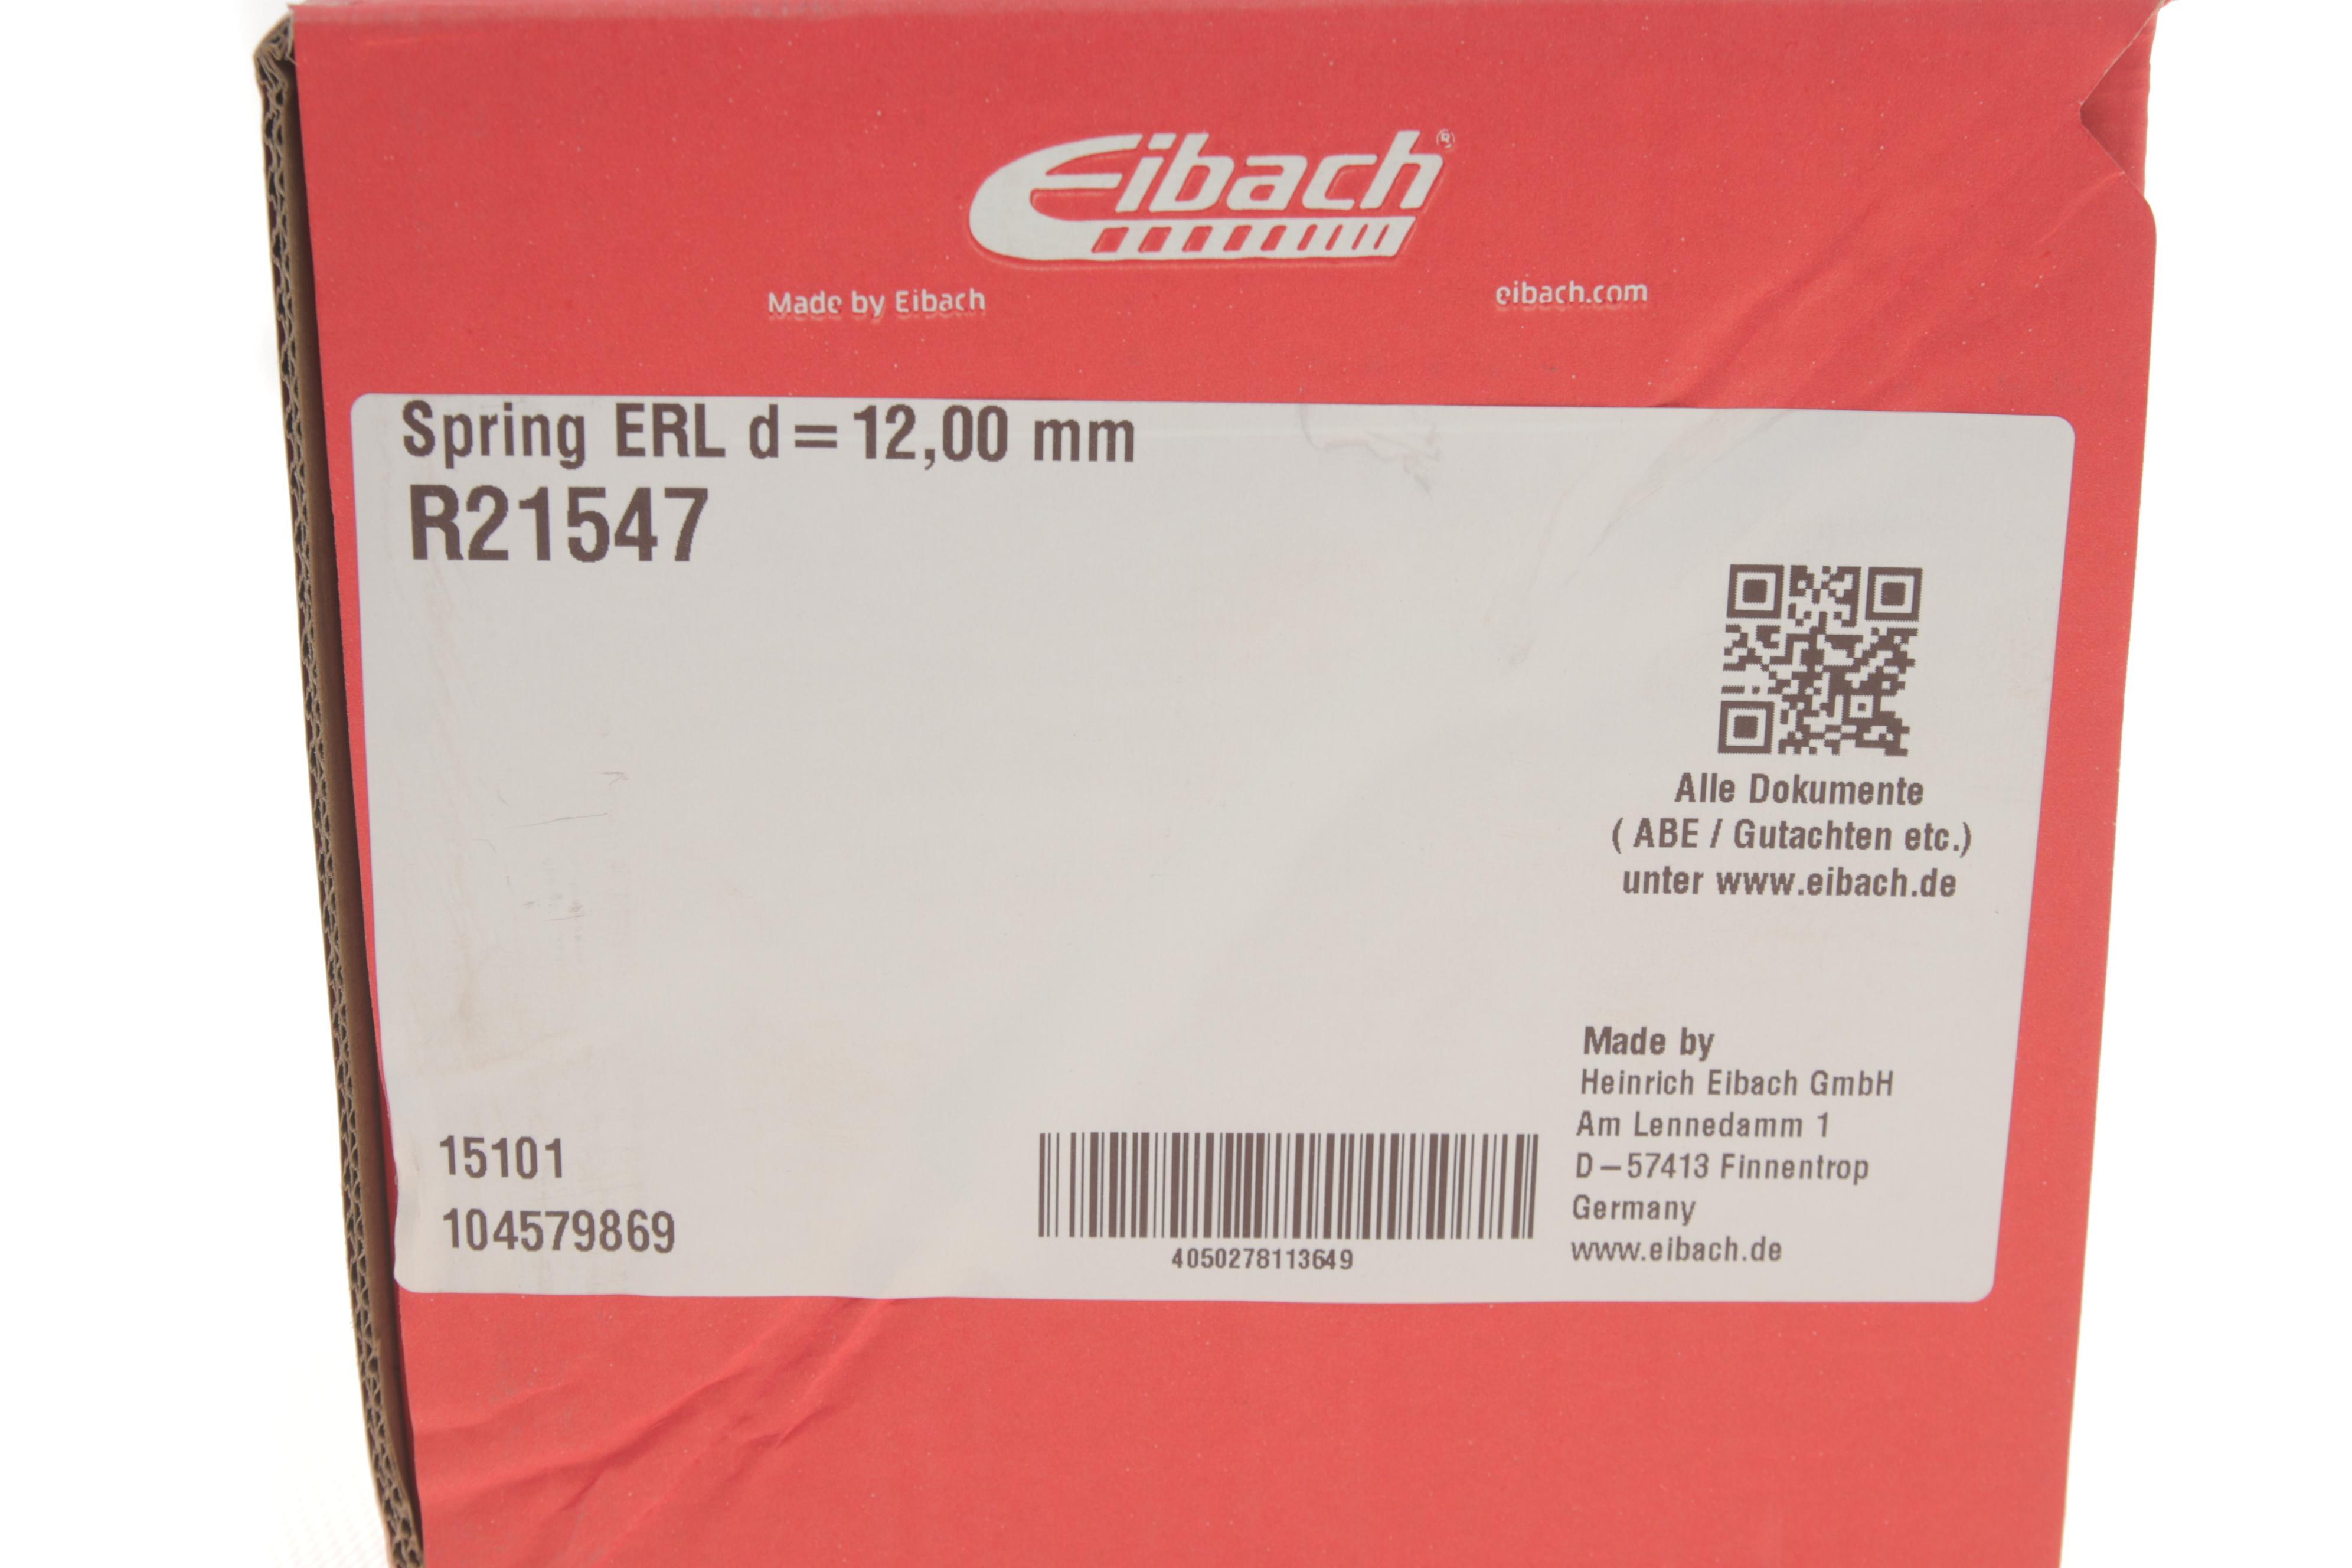 Eibach®
Made by Eibach
eibach.com
Spring ERL d=12,00 mm
R21547
Alle Dokumente
( ABE / Gutachten etc.)
unter www.eibach.de
Made by
Heinrich Eibach GmbH
Am Lennedamm 1
D–57413 Finnentrop
Germany
www.eibach.de
15101
104579869
4050278113649